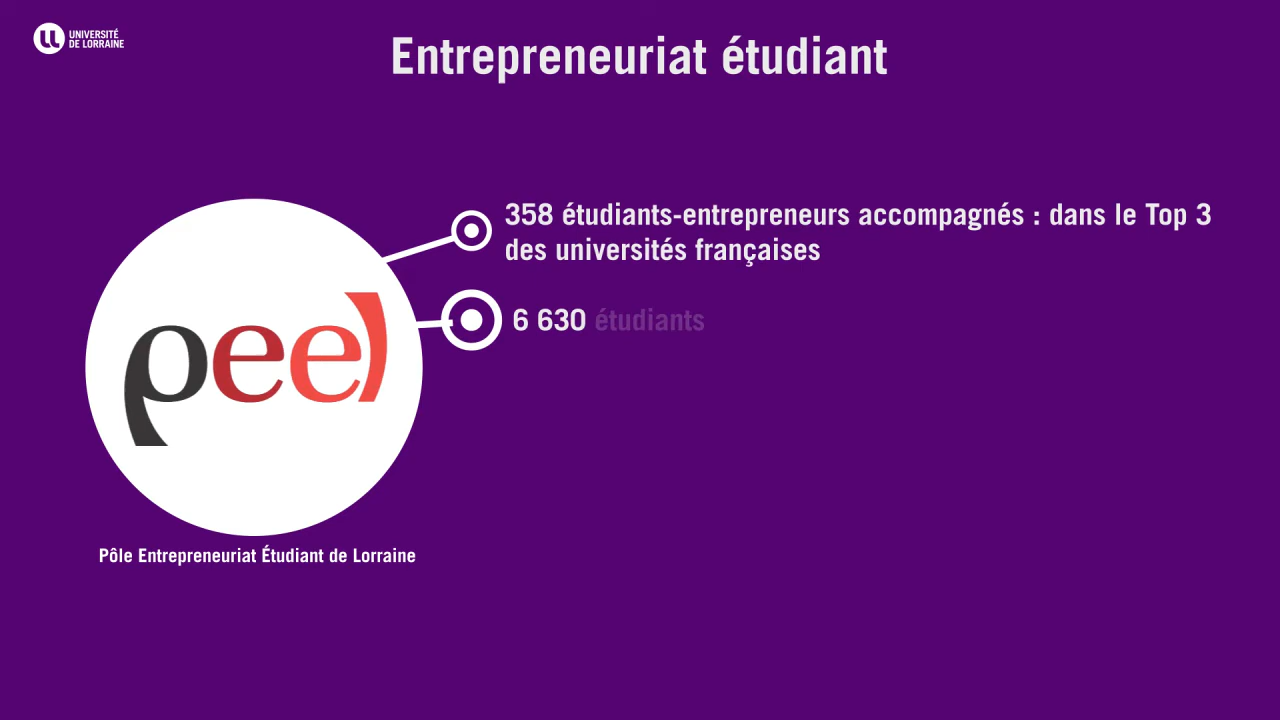 UNIVERSITÉ
DE LORRAINE
Entrepreneuriat étudiant
358 étudiants-entrepreneurs accompagnés : dans le Top 3
des universités françaises
6 630 étudiants
peel
Pôle Entrepreneuriat Étudiant de Lorraine